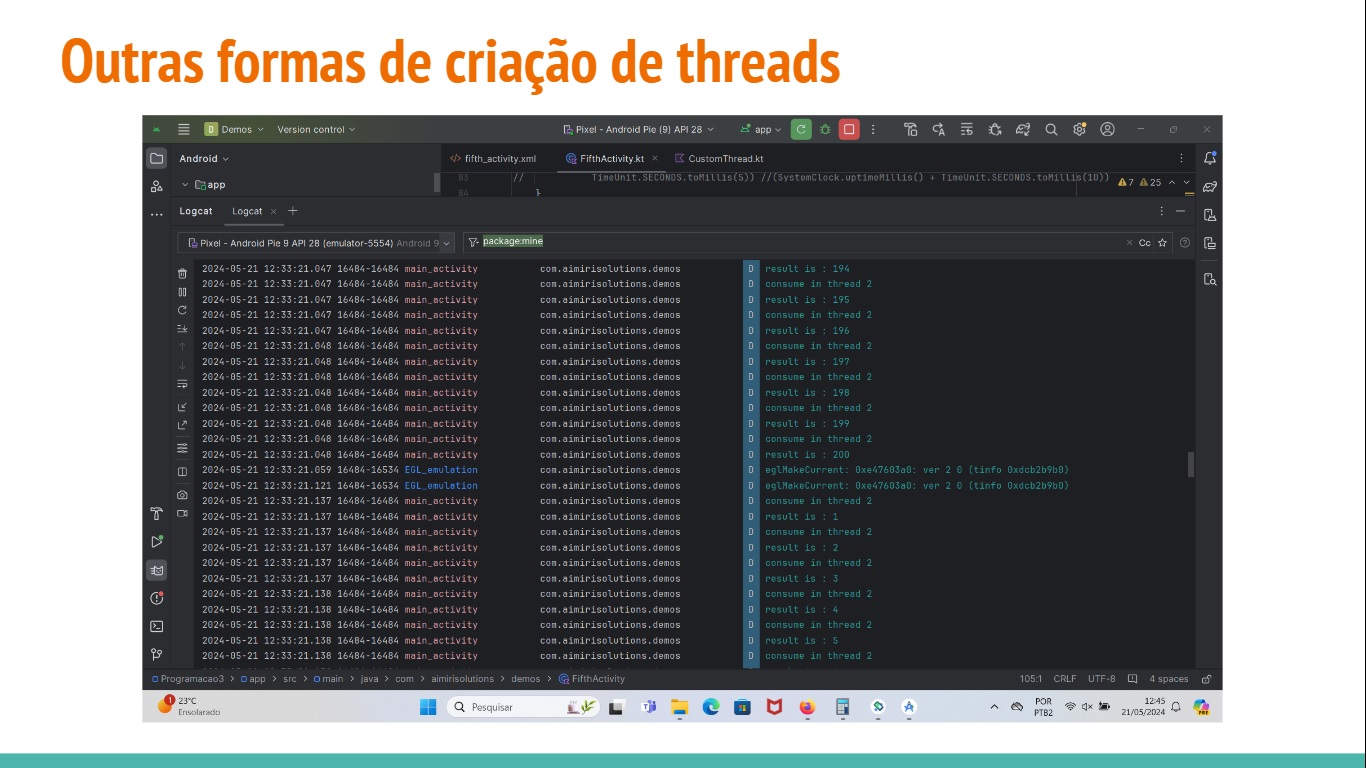 Outras formas de criação de threads
D Demos Version control Pixel - Android Pie (9) API 28 app
Android fifth_activity.xml FifthActivity.kt CustomThread.kt
app 83 // TimeUnit.SECONDS.toMillis(5)) //(SystemClock.uptimeMillis() + TimeUnit.SECONDS.toMillis(10)) 7 25
84 }
Logcat Logcat
Pixel - Android Pie 9 API 28 (emulator-5554) Android 9 package:mine Cc
2024-05-21 12:33:21.047 16484-16484 main_activity com.aimirisolutions.demos D result is : 194
2024-05-21 12:33:21.047 16484-16484 main_activity com.aimirisolutions.demos D consume in thread 2
2024-05-21 12:33:21.047 16484-16484 main_activity com.aimirisolutions.demos D result is : 195
2024-05-21 12:33:21.047 16484-16484 main_activity com.aimirisolutions.demos D consume in thread 2
2024-05-21 12:33:21.047 16484-16484 main_activity com.aimirisolutions.demos D result is : 196
2024-05-21 12:33:21.048 16484-16484 main_activity com.aimirisolutions.demos D consume in thread 2
2024-05-21 12:33:21.048 16484-16484 main_activity com.aimirisolutions.demos D result is : 197
2024-05-21 12:33:21.048 16484-16484 main_activity com.aimirisolutions.demos D consume in thread 2
2024-05-21 12:33:21.048 16484-16484 main_activity com.aimirisolutions.demos D result is : 198
2024-05-21 12:33:21.048 16484-16484 main_activity com.aimirisolutions.demos D consume in thread 2
2024-05-21 12:33:21.048 16484-16484 main_activity com.aimirisolutions.demos D result is : 199
2024-05-21 12:33:21.048 16484-16484 main_activity com.aimirisolutions.demos D consume in thread 2
2024-05-21 12:33:21.048 16484-16484 main_activity com.aimirisolutions.demos D result is : 200
2024-05-21 12:33:21.059 16484-16534 EGL_emulation com.aimirisolutions.demos D eglMakeCurrent: 0xe47603a0: ver 2 0 (tinfo 0xdcb2b9b0)
2024-05-21 12:33:21.121 16484-16534 EGL_emulation com.aimirisolutions.demos D eglMakeCurrent: 0xe47603a0: ver 2 0 (tinfo 0xdcb2b9b0)
2024-05-21 12:33:21.137 16484-16484 main_activity com.aimirisolutions.demos D consume in thread 2
2024-05-21 12:33:21.137 16484-16484 main_activity com.aimirisolutions.demos D result is : 1
2024-05-21 12:33:21.137 16484-16484 main_activity com.aimirisolutions.demos D consume in thread 2
2024-05-21 12:33:21.137 16484-16484 main_activity com.aimirisolutions.demos D result is : 2
2024-05-21 12:33:21.137 16484-16484 main_activity com.aimirisolutions.demos D consume in thread 2
2024-05-21 12:33:21.137 16484-16484 main_activity com.aimirisolutions.demos D result is : 3
2024-05-21 12:33:21.138 16484-16484 main_activity com.aimirisolutions.demos D consume in thread 2
2024-05-21 12:33:21.138 16484-16484 main_activity com.aimirisolutions.demos D result is : 4
2024-05-21 12:33:21.138 16484-16484 main_activity com.aimirisolutions.demos D consume in thread 2
2024-05-21 12:33:21.138 16484-16484 main_activity com.aimirisolutions.demos D result is : 5
2024-05-21 12:33:21.138 16484-16484 main_activity com.aimirisolutions.demos D consume in thread 2
Programacao3 > app > src > main > java > com > aimirisolutions > demos > FifthActivity 105:1 CRLF UTF-8 4 spaces
1 23°C Ensolarado
Pesquisar
POR PTB2
12:45
21/05/2024
PRE